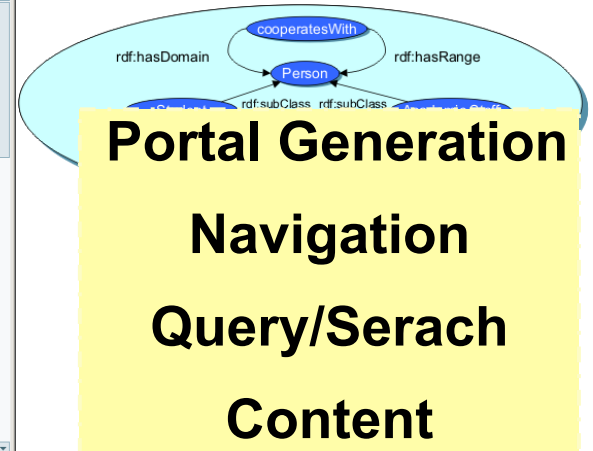 cooperatesWith
rdf:hasDomain
rdf:hasRange
Person
rdf:subClass rdf:subClass
Portal Generation
Navigation
Query/Serach
Content